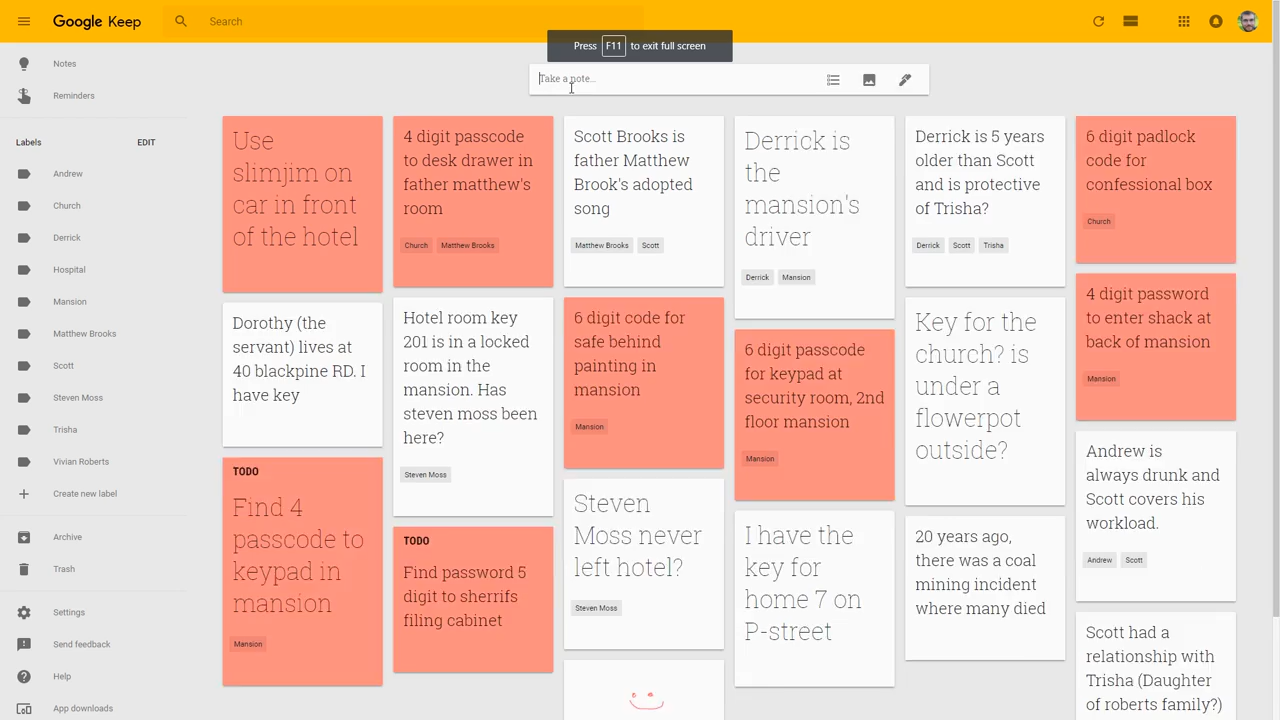 Google Keep
Search
Press F11 to exit full screen
Take a note...
Notes
Reminders
Labels
EDIT
Andrew
Church
Derrick
Hospital
Mansion
Matthew Brooks
Scott
Steven Moss
Trisha
Vivian Roberts
Create new label
Archive
Trash
Settings
Send feedback
Help
App downloads
Use
slimjim on
car in front
of the hotel
Dorothy (the
servant) lives at
40 blackpine RD. I
have key
TODO
Find 4
passcode to
keypad in
mansion
Mansion
4 digit passcode
to desk drawer in
father matthew's
room
Church Matthew Brooks
Hotel room key
201 is in a locked
room in the
mansion. Has
steven moss been
here?
Steven Moss
TODO
Find password 5
digit to sherrifs
filing cabinet
Scott Brooks is
father Matthew
Brook's adopted
song
Matthew Brooks Scott
6 digit code for
safe behind
painting in
mansion
Mansion
Steven
Moss never
left hotel?
Steven Moss
Derrick is
the
mansion's
driver
Derrick Mansion
6 digit passcode
for keypad at
security room, 2nd
floor mansion
Mansion
I have the
key for
home 7 on
P-street
Derrick is 5 years
older than Scott
and is protective
of Trisha?
Derrick Scott Trisha
Key for the
church? is
under a
flowerpot
outside?
20 years ago,
there was a coal
mining incident
where many died
6 digit padlock
code for
confessional box
Church
4 digit password
to enter shack at
back of mansion
Mansion
Andrew is
always drunk and
Scott covers his
workload.
Andrew Scott
Scott had a
relationship with
Trisha (Daughter
of roberts family?)